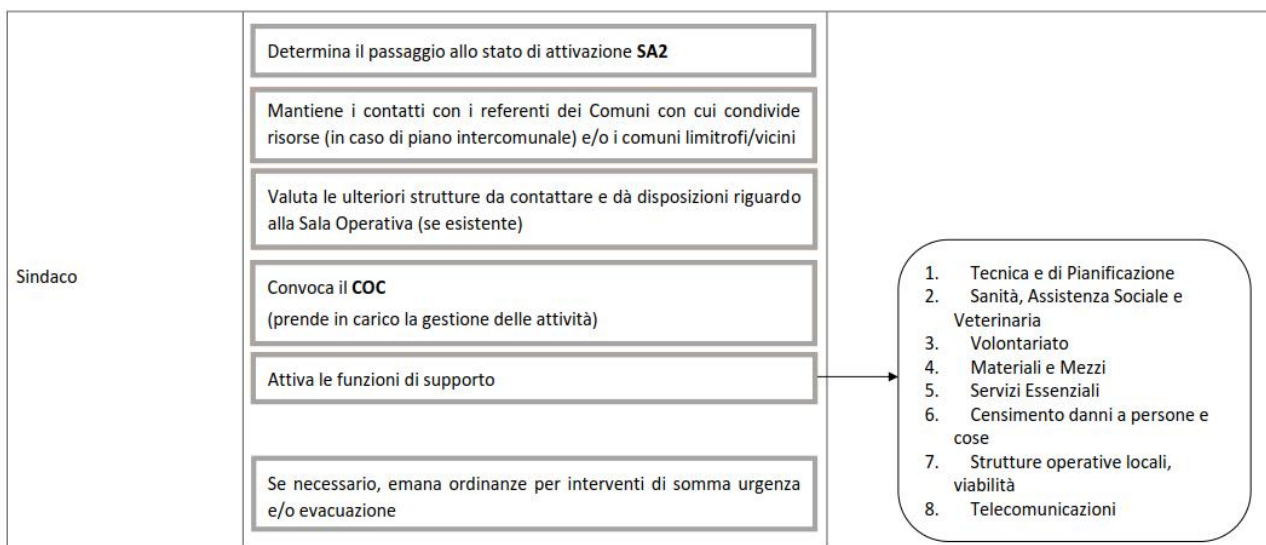 Sindaco
Determina il passaggio allo stato di attivazione SA2
Mantiene i contatti con i referenti dei Comuni con cui condivide
risorse (in caso di piano intercomunale) e/o i comuni limitrofi/vicini
Valuta le ulteriori strutture da contattare e dà disposizioni riguardo
alla Sala Operativa (se esistente)
Convoca il COC
(prende in carico la gestione delle attività)
Attiva le funzioni di supporto
Se necessario, emana ordinanze per interventi di somma urgenza
e/o evacuazione
1. Tecnica e di Pianificazione
2. Sanità, Assistenza Sociale e
Veterinaria
3. Volontariato
4. Materiali e Mezzi
5. Servizi Essenziali
6. Censimento danni a persone e
cose
7. Strutture operative locali,
viabilità
8. Telecomunicazioni